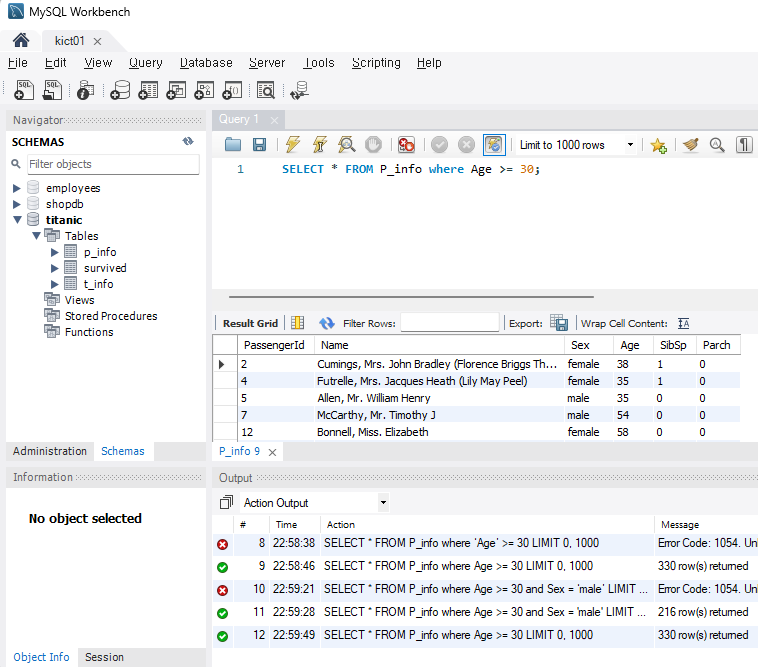 MySQL Workbench
kict01
File Edit View Query Database Server Tools Scripting Help
Navigator
SCHEMAS
Filter objects
employees
shopdb
titanic
Tables
p_info
survived
t_info
Views
Stored Procedures
Functions
Administration Schemas
Information
No object selected
Object Info Session
Query 1
Limit to 1000 rows
1 SELECT * FROM P_info where Age >= 30;
Result Grid Filter Rows: Export: Wrap Cell Content:
PassengerId Name Sex Age SibSp Parch
2 Cumings, Mrs. John Bradley (Florence Briggs Th... female 38 1 0
4 Futrelle, Mrs. Jacques Heath (Lily May Peel) female 35 1 0
5 Allen, Mr. William Henry male 35 0 0
7 McCarthy, Mr. Timothy J male 54 0 0
12 Bonnell, Miss. Elizabeth female 58 0 0
P_info 9
Output
Action Output
# Time Action Message
8 22:58:38 SELECT * FROM P_info where ‘Age’ >= 30 LIMIT 0, 1000 Error Code: 1054. Un
9 22:58:46 SELECT * FROM P_info where Age >= 30 LIMIT 0, 1000 330 row(s) returned
10 22:59:21 SELECT * FROM P_info where Age >= 30 and Sex = ‘male’ LIMIT ... Error Code: 1054. Un
11 22:59:28 SELECT * FROM P_info where Age >= 30 and Sex = 'male' LIMIT ... 216 row(s) returned
12 22:59:49 SELECT * FROM P_info where Age >= 30 LIMIT 0, 1000 330 row(s) returned